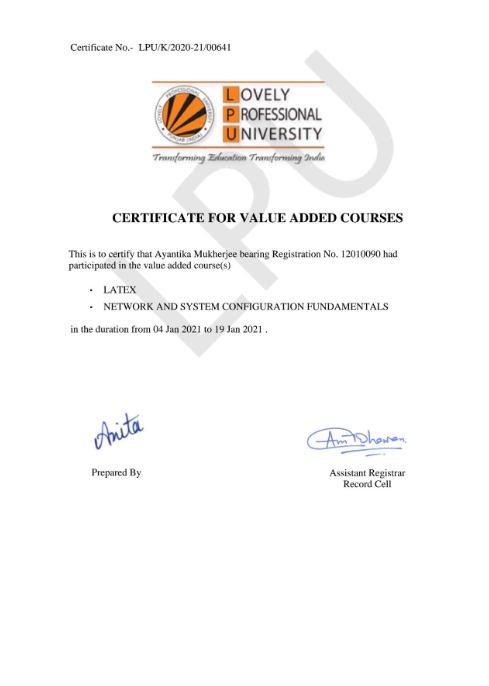 Certificate No.- LPU/K/2020-21/00641
LOVELY
PROFESSIONAL
UNIVERSITY
Transforming Education Transforming India
LPU
CERTIFICATE FOR VALUE ADDED COURSES
This is to certify that Ayantika Mukherjee bearing Registration No. 12010090 had
participated in the value added course(s)
• LATEX
• NETWORK AND SYSTEM CONFIGURATION FUNDAMENTALS
in the duration from 04 Jan 2021 to 19 Jan 2021 .
Anita
Prepared By
Assistant Registrar
Record Cell